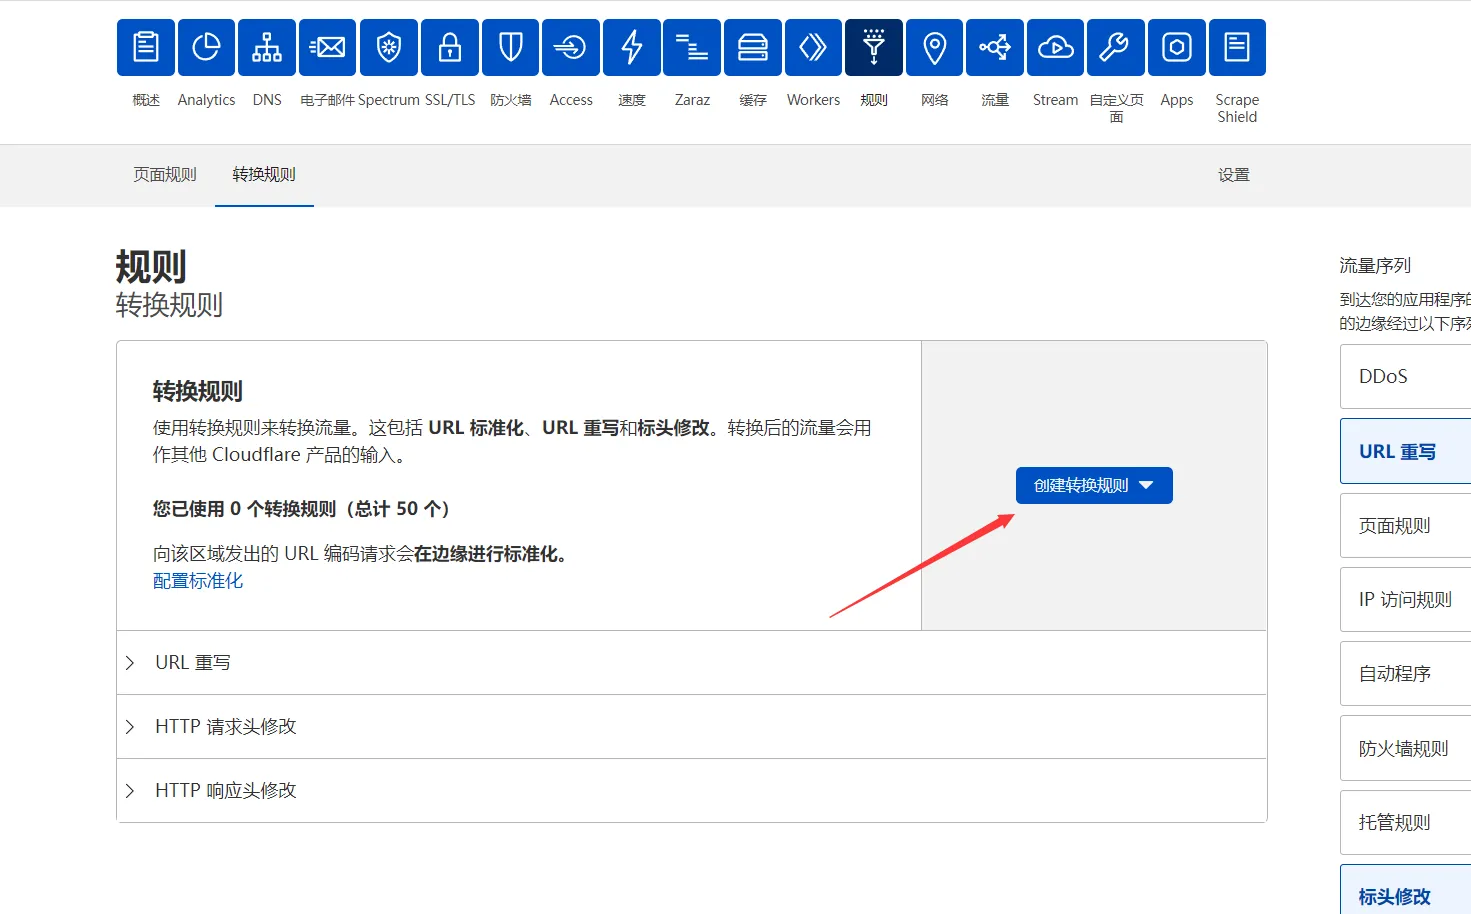 概述
Analytics
DNS
电子邮件
Spectrum
SSL/TLS
防火墙
Access
速度
Zaraz
缓存
Workers
规则
网络
流量
Stream
自定义页
面
Apps
Scrape
Shield
页面规则
转换规则
设置
规则
转换规则
转换规则
使用转换规则来转换流量。这包括 URL 标准化、URL 重写和标头修改。转换后的流量会用
作其他 Cloudflare 产品的输入。
您已使用 0 个转换规则（总计 50 个）
向该区域发出的 URL 编码请求会在边缘进行标准化。
配置标准化
创建转换规则
URL 重写
HTTP 请求头修改
HTTP 响应头修改
流量序列
到达您的应用程序的
的边缘经过以下序列
DDoS
URL 重写
页面规则
IP 访问规则
自动程序
防火墙规则
托管规则
标头修改